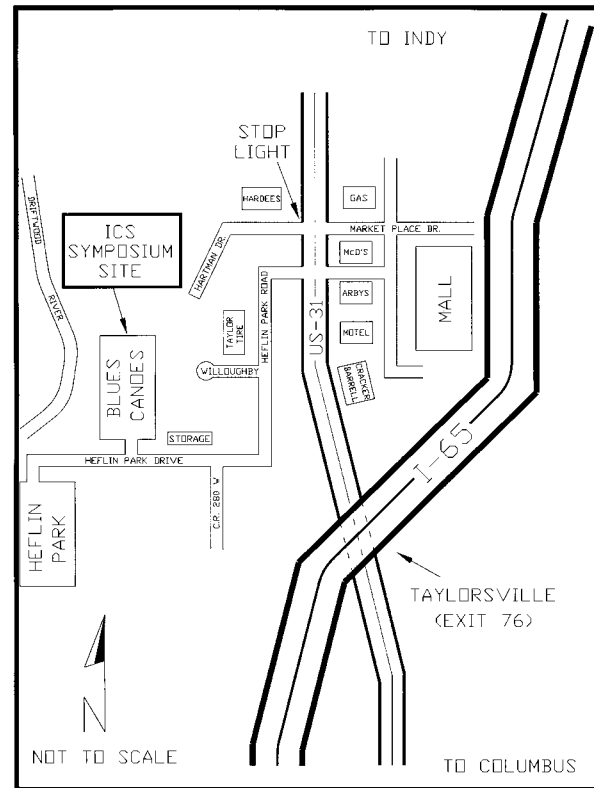 TO INDY
STOP
LIGHT
HARDEES
GAS
MARKET PLACE DR.
HARTMAN DR.
McD'S
ARBYS
MOTEL
MALL
CRACKER
BARRELL
US-31
HEFLIN PARK ROAD
TAYLOR
TIRE
WILLOUGHBY
DRIFTWOOD
RIVER
ICS
SYMPOSIUM
SITE
BLUES
CANOES
STORAGE
HEFLIN PARK DRIVE
C.R. 280 W
HEFLIN
PARK
I-65
TAYLORSVILLE
(EXIT 76)
N
NOT TO SCALE
TO COLUMBUS